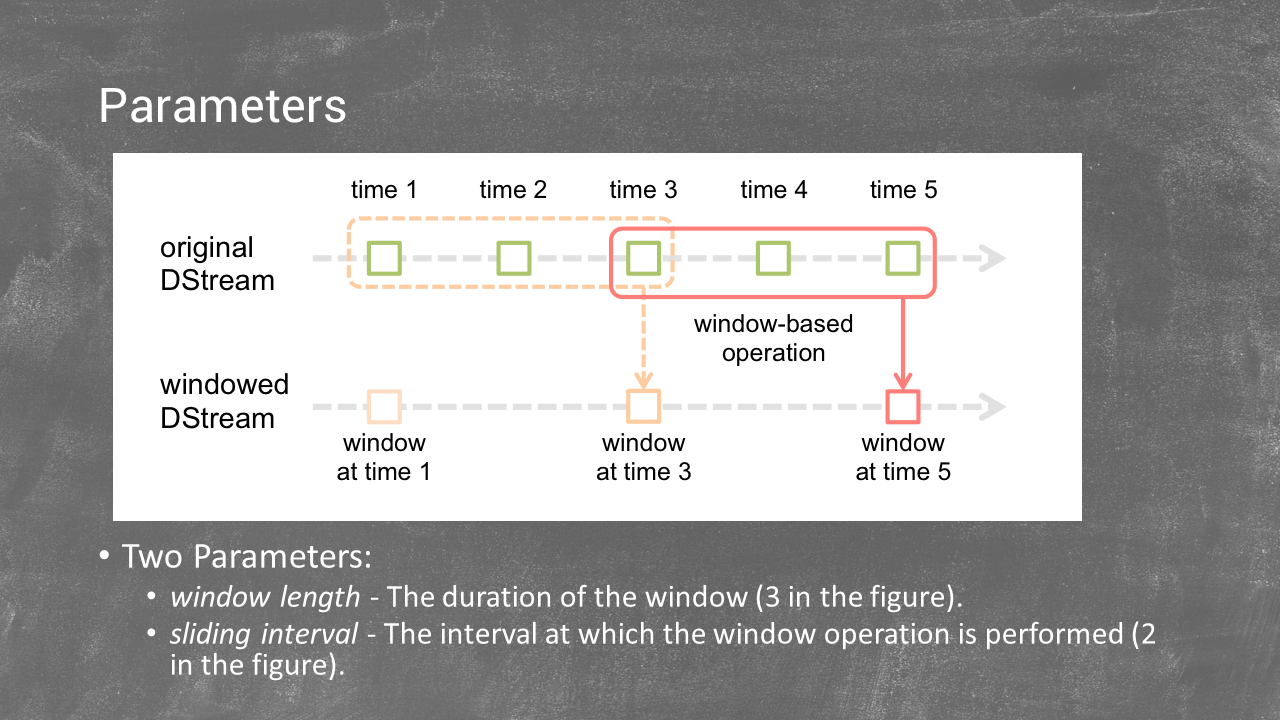 Parameters
time 1 time 2 time 3 time 4 time 5
original
DStream
window-based
operation
windowed
DStream
window window window
at time 1 at time 3 at time 5
• Two Parameters:
• window length - The duration of the window (3 in the figure).
• sliding interval - The interval at which the window operation is performed (2
in the figure).